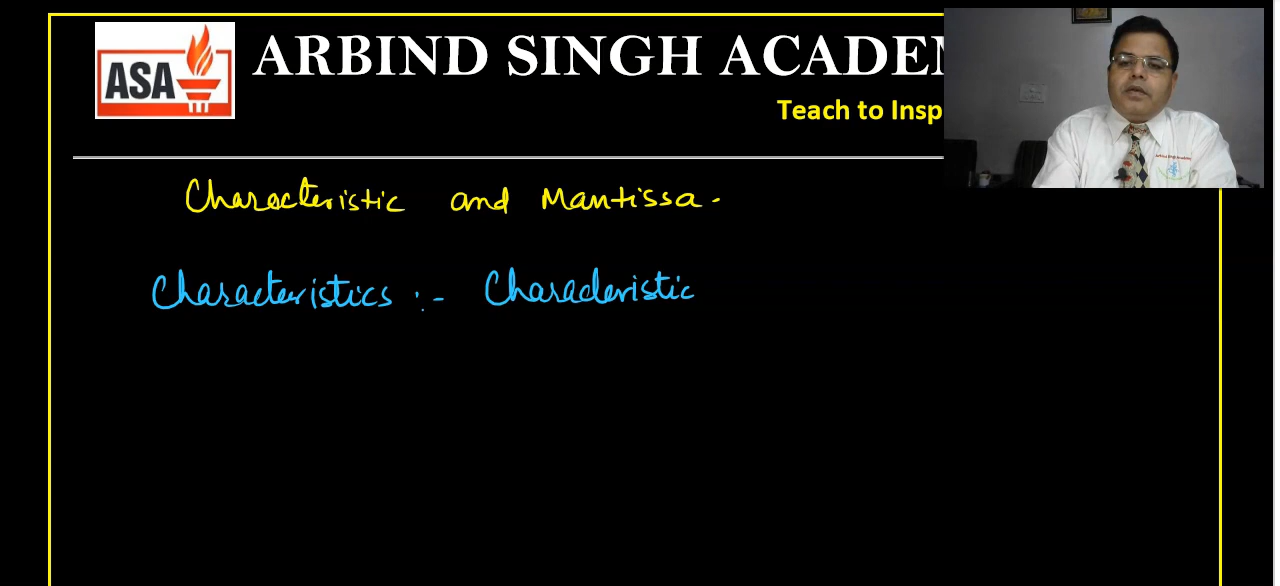 ASA ARBIND SINGH ACADEM
Teach to Insp
Characteristic and Mantissa.
Characteristics :- Characteristic